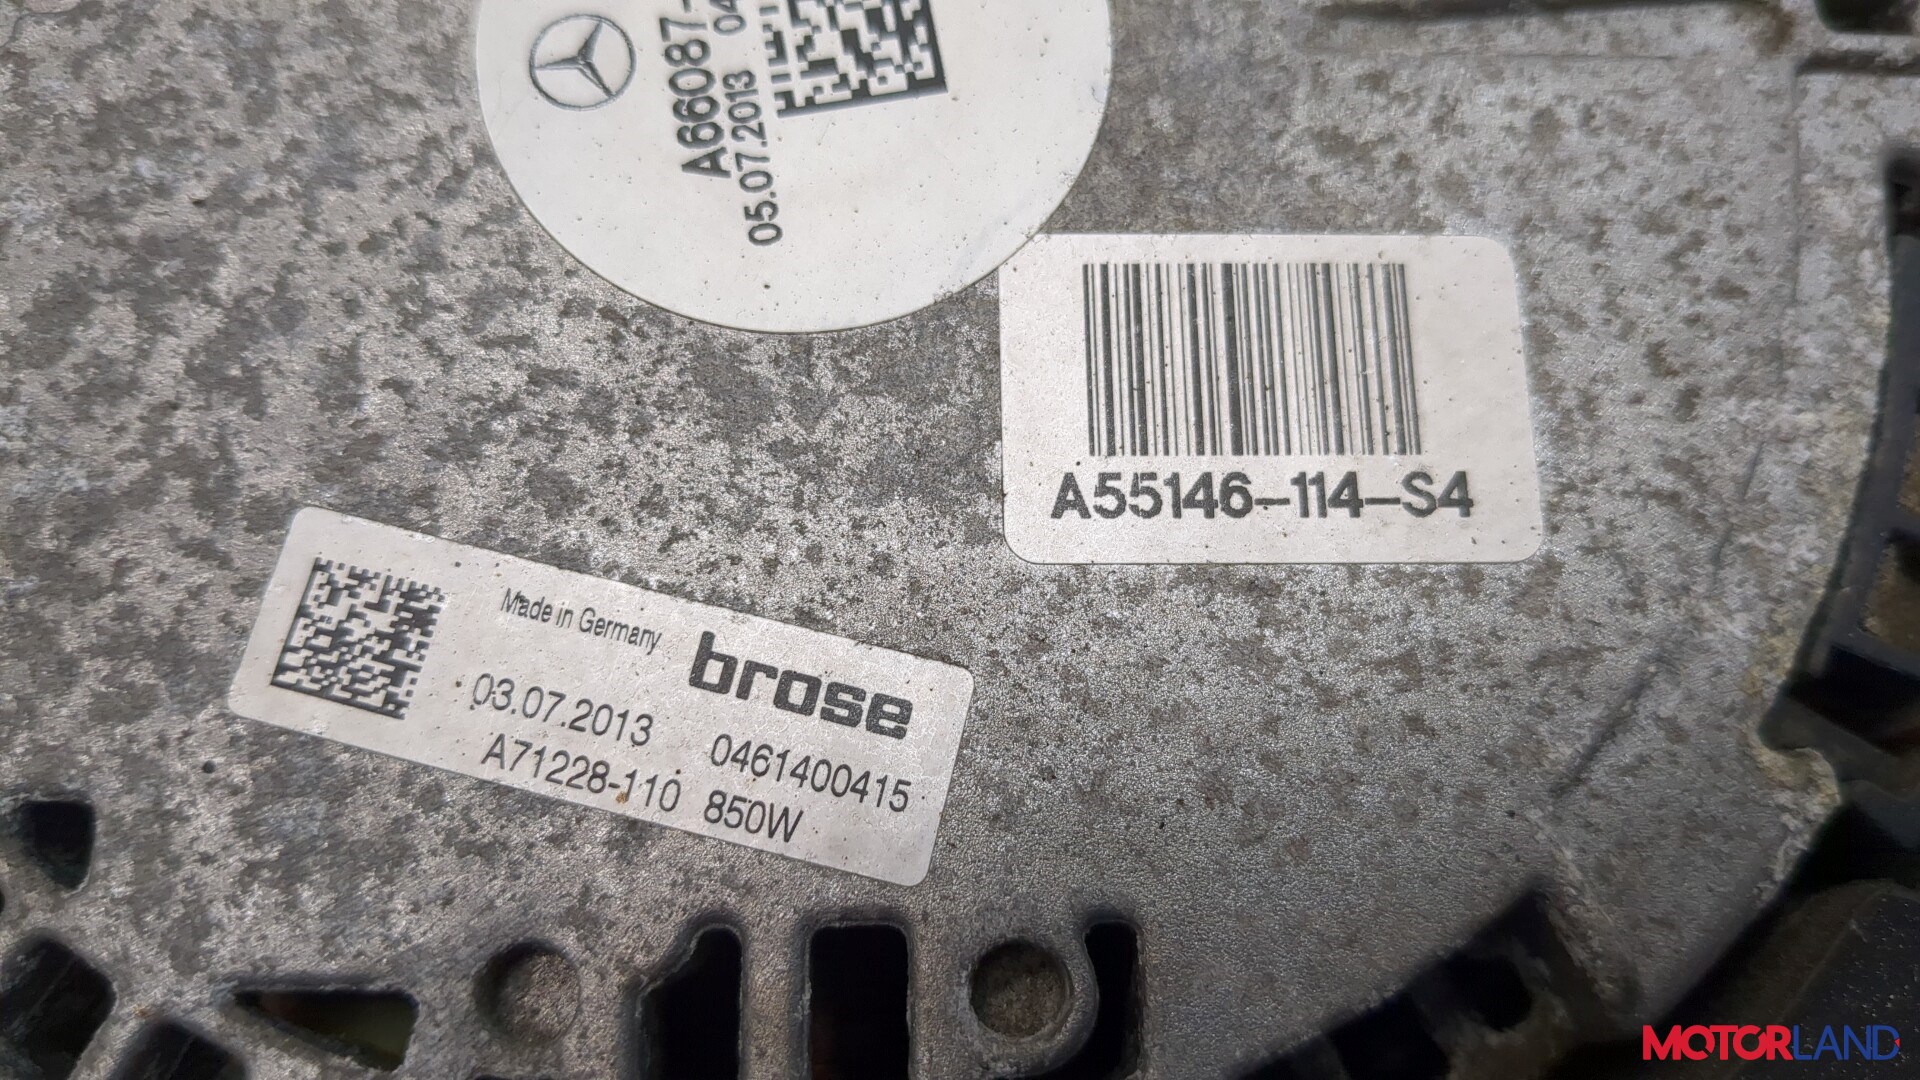 A66087-
05.07.2013 04
A55146-114-S4
Made in Germany
brose
03.07.2013 0461400415
A71228-110 850W
MOTORLAND